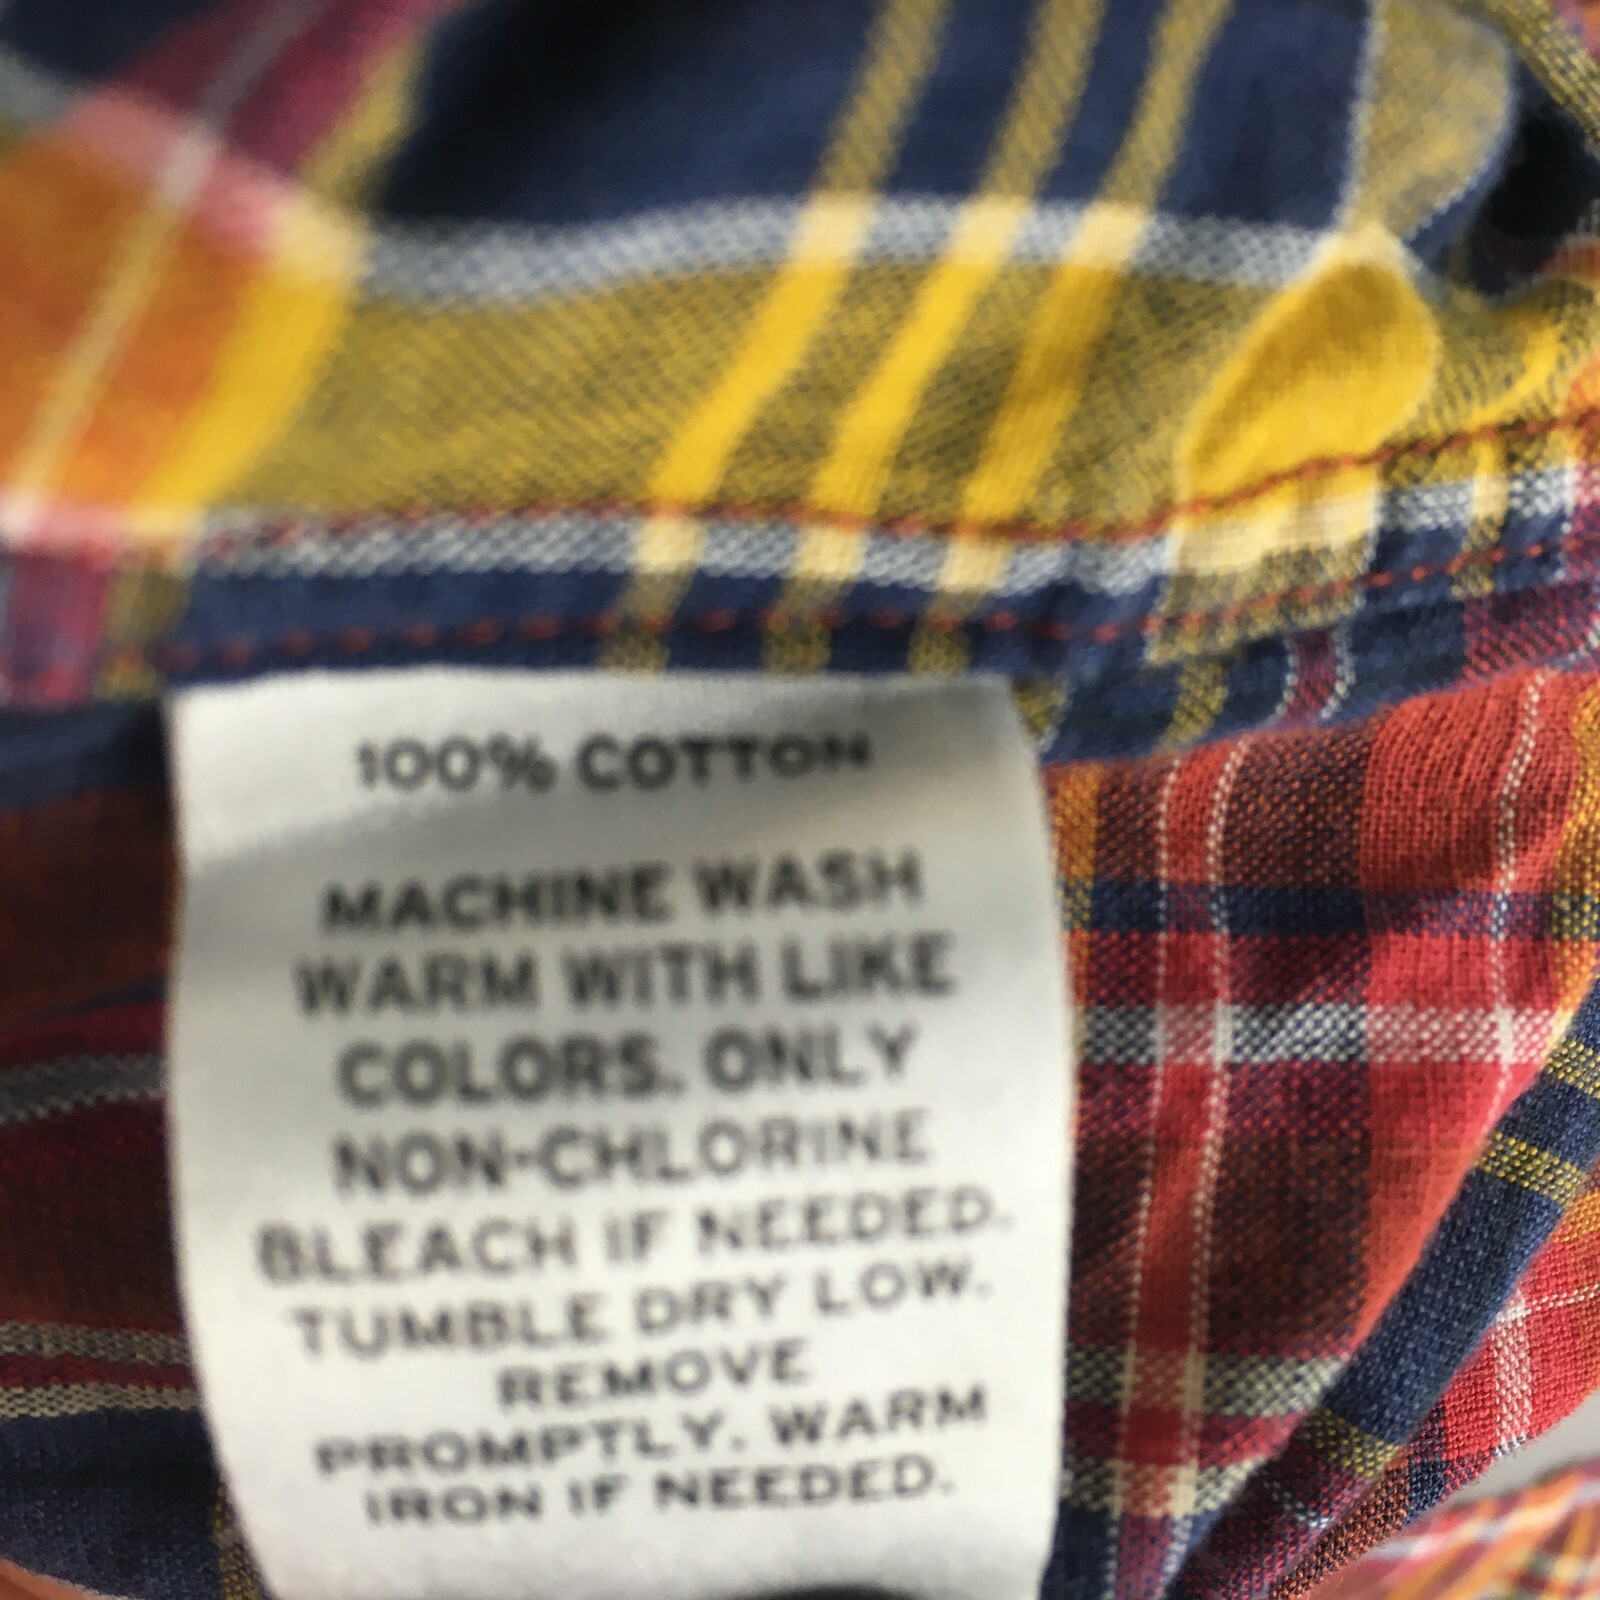 100% COTTON
MACHINE WASH
WARM WITH LIKE
COLORS. ONLY
NON-CHLORINE
BLEACH IF NEEDED.
TUMBLE DRY LOW.
REMOVE
PROMPTLY. WARM
IRON IF NEEDED.